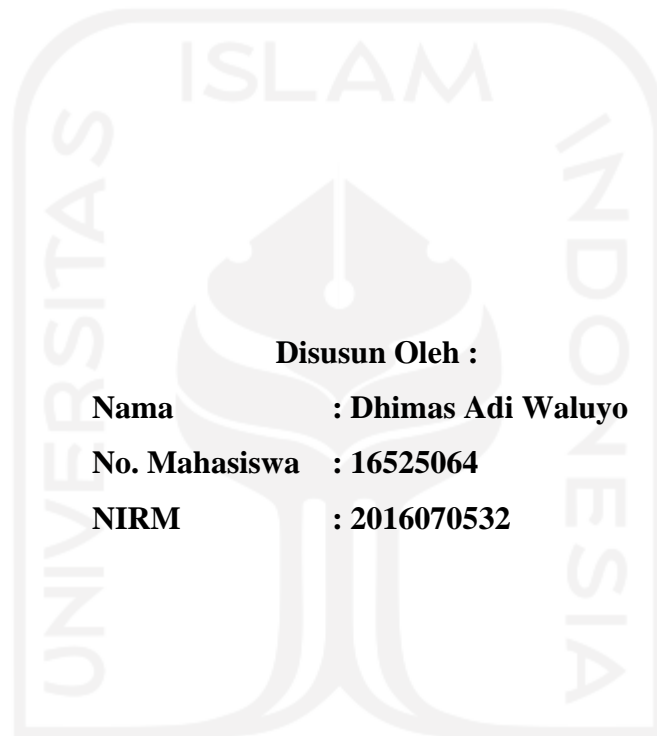 ISLAM
UNIVERSITAS
INDONESIA
Disusun Oleh :
Nama : Dhimas Adi Waluyo
No. Mahasiswa : 16525064
NIRM : 2016070532